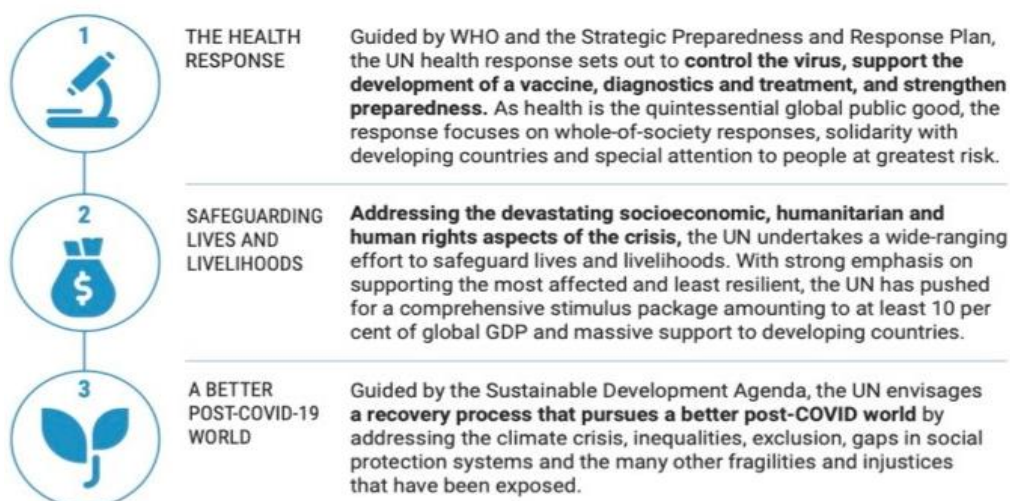 1
THE HEALTH
RESPONSE
Guided by WHO and the Strategic Preparedness and Response Plan,
the UN health response sets out to control the virus, support the
development of a vaccine, diagnostics and treatment, and strengthen
preparedness. As health is the quintessential global public good, the
response focuses on whole-of-society responses, solidarity with
developing countries and special attention to people at greatest risk.
2
$
SAFEGUARDING
LIVES AND
LIVELIHOODS
Addressing the devastating socioeconomic, humanitarian and
human rights aspects of the crisis, the UN undertakes a wide-ranging
effort to safeguard lives and livelihoods. With strong emphasis on
supporting the most affected and least resilient, the UN has pushed
for a comprehensive stimulus package amounting to at least 10 per
cent of global GDP and massive support to developing countries.
3
A BETTER
POST-COVID-19
WORLD
Guided by the Sustainable Development Agenda, the UN envisages
a recovery process that pursues a better post-COVID world by
addressing the climate crisis, inequalities, exclusion, gaps in social
protection systems and the many other fragilities and injustices
that have been exposed.